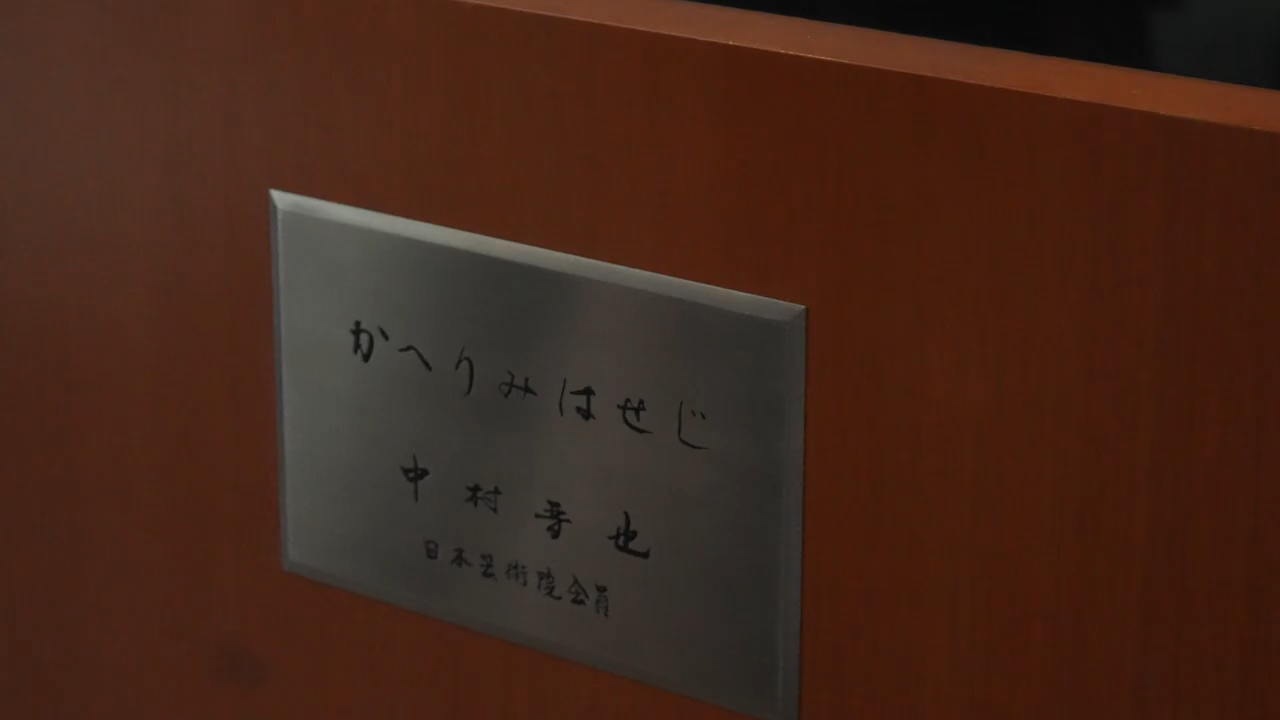 かへりみはせじ
中村晋也
日本芸術院会員